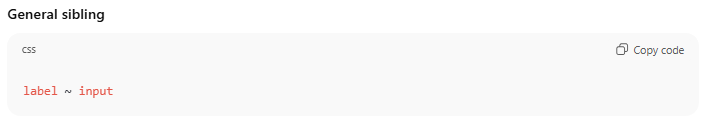 General sibling
css
Copy code
label ~ input